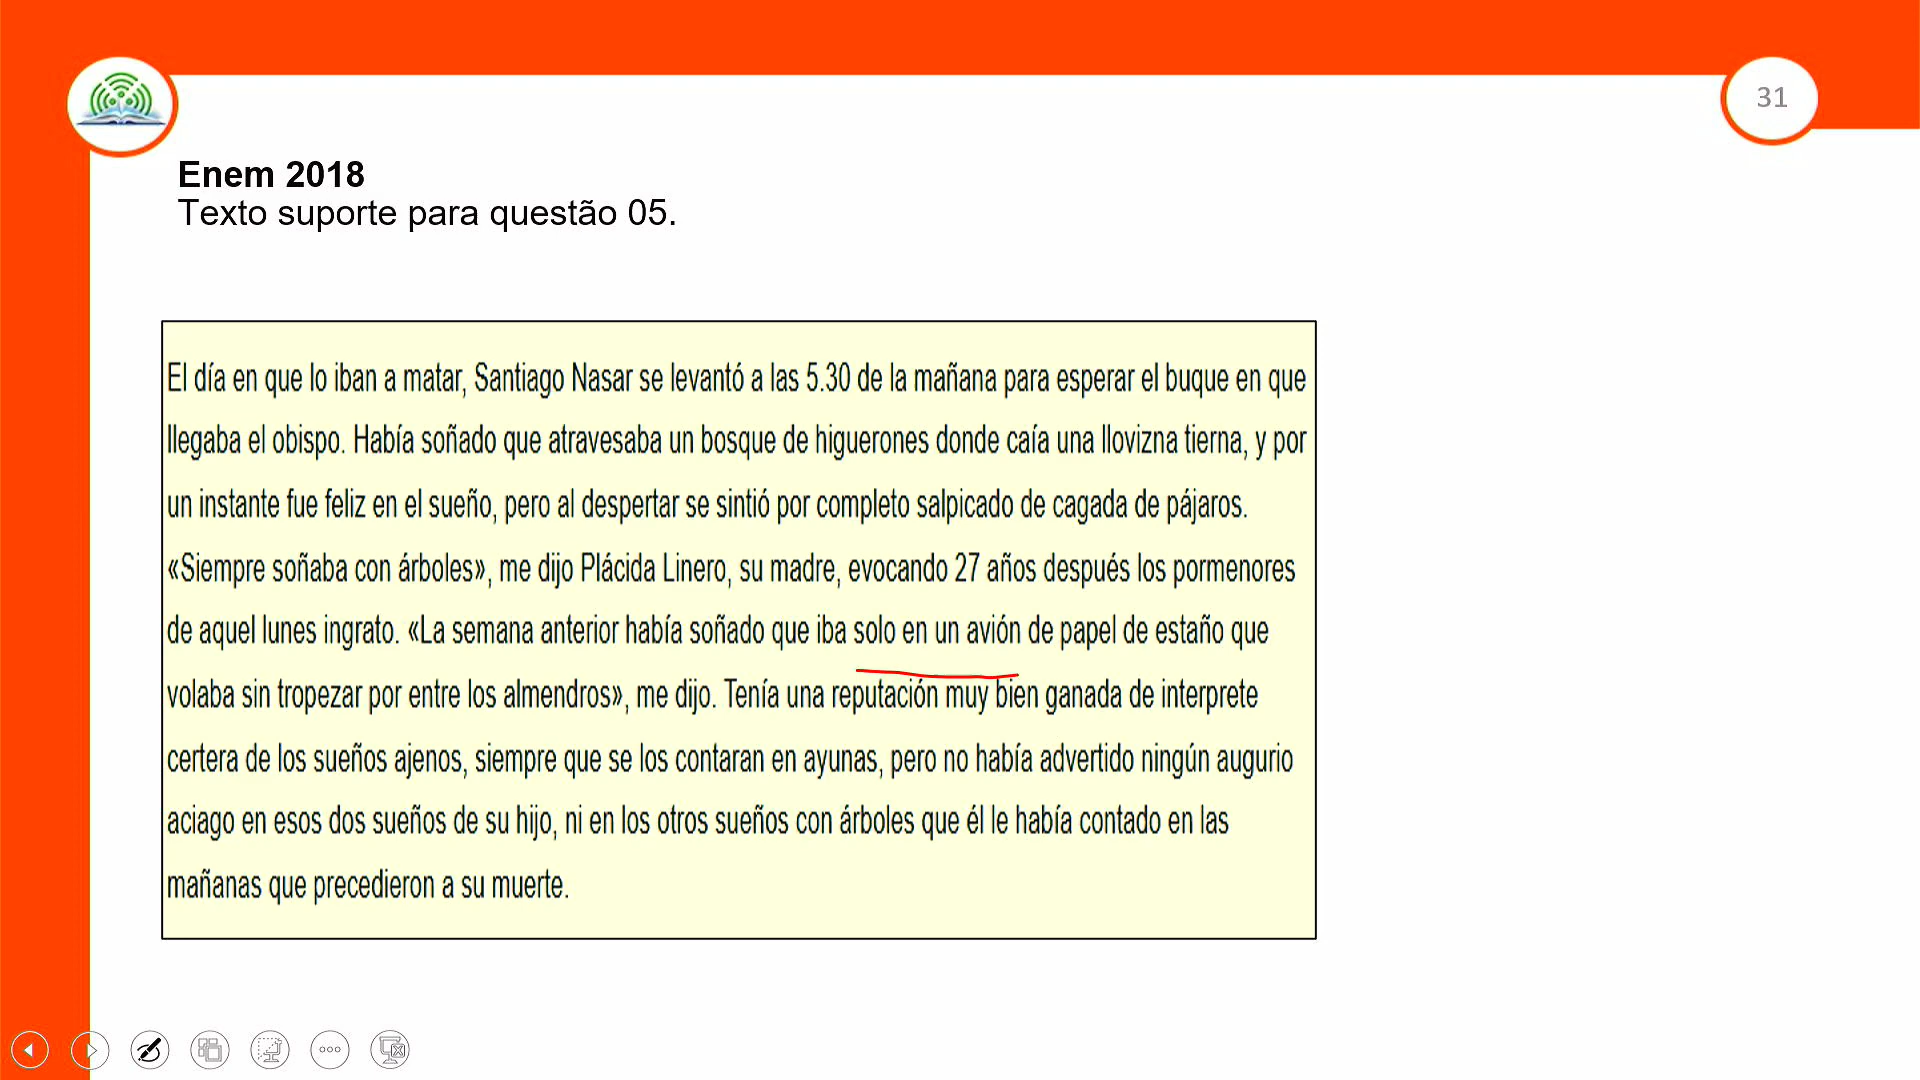 31
Enem 2018
Texto suporte para questão 05.
El día en que lo iban a matar, Santiago Nasar se levantó a las 5.30 de la mañana para esperar el buque en que
llegaba el obispo. Había soñado que atravesaba un bosque de higuerones donde caía una llovizna tierna, y por
un instante fue feliz en el sueño, pero al despertar se sintió por completo salpicado de cagada de pájaros.
«Siempre soñaba con árboles», me dijo Plácida Linero, su madre, evocando 27 años después los pormenores
de aquel lunes ingrato. «La semana anterior había soñado que iba solo en un avión de papel de estaño que
volaba sin tropezar por entre los almendros», me dijo. Tenía una reputación muy bien ganada de interprete
certera de los sueños ajenos, siempre que se los contaran en ayunas, pero no había advertido ningún augurio
aciago en esos dos sueños de su hijo, ni en los otros sueños con árboles que él le había contado en las
mañanas que precedieron a su muerte.